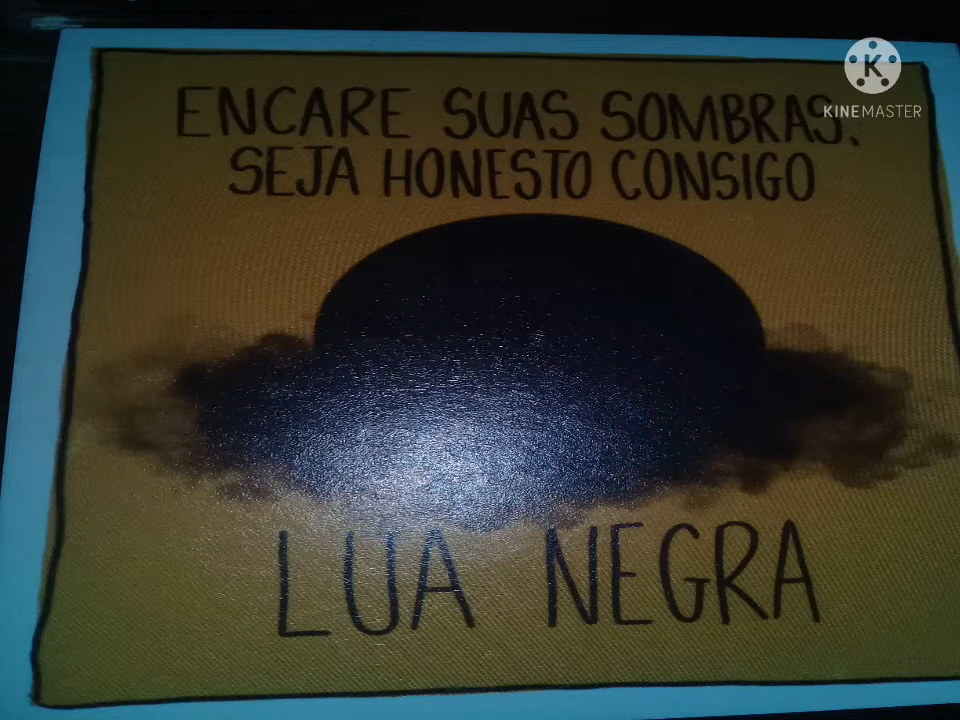 ENCARE SUAS SOMBRAS.
SEJA HONESTO CONSIGO
LUA NEGRA
K
KINEMASTER